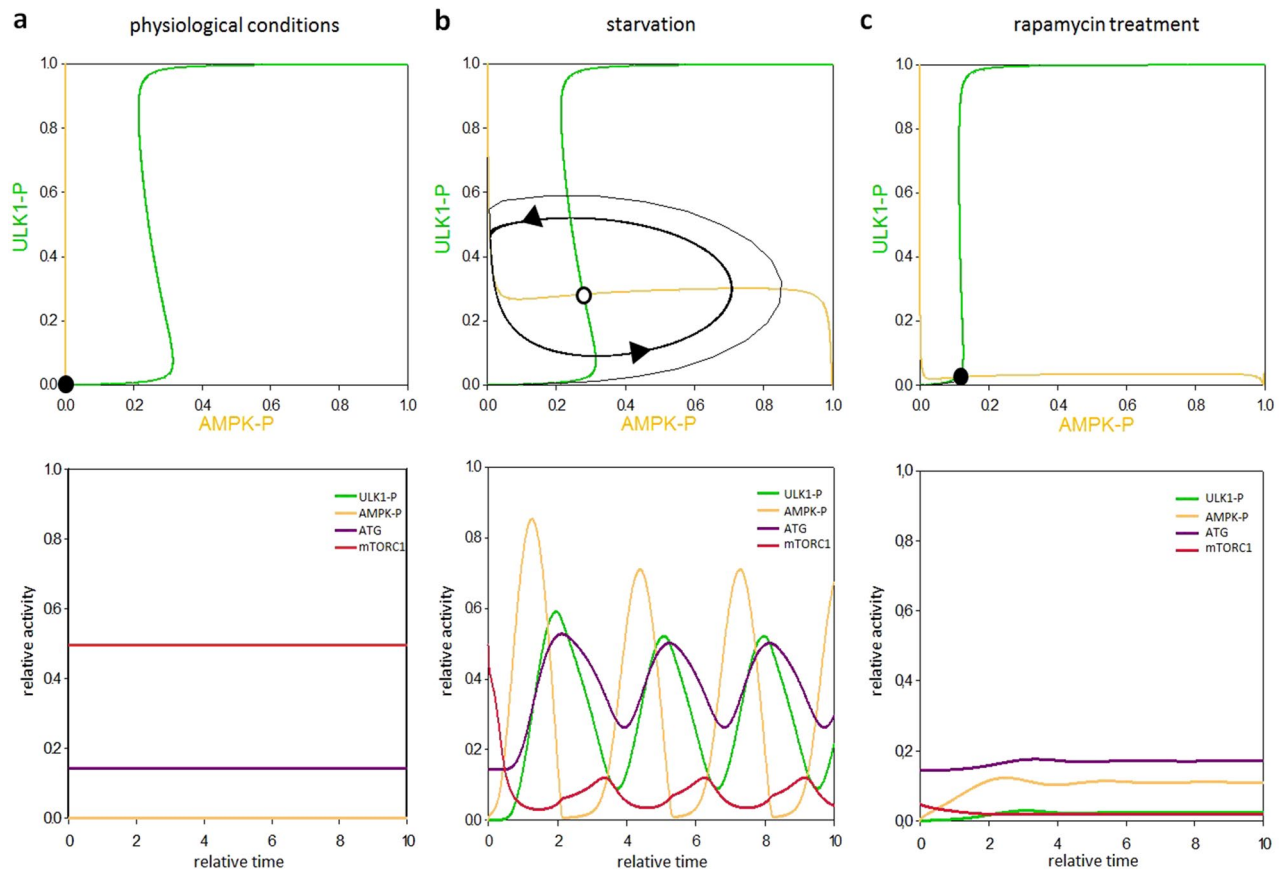 a physiological conditions
b starvation
c rapamycin treatment
1.0
0.8
0.6
0.4
0.2
0.0
ULK1-P
0.0 0.2 0.4 0.6 0.8 1.0
AMPK-P
1.0
0.8
0.6
0.4
0.2
0.0
ULK1-P
0.0 0.2 0.4 0.6 0.8 1.0
AMPK-P
1.0
0.8
0.6
0.4
0.2
0.0
ULK1-P
0.0 0.2 0.4 0.6 0.8 1.0
AMPK-P
1.0
0.8
0.6
0.4
0.2
0.0
relative activity
ULK1-P
AMPK-P
ATG
mTORC1
0 2 4 6 8 10
relative time
1.0
0.8
0.6
0.4
0.2
0.0
relative activity
ULK1-P
AMPK-P
ATG
mTORC1
0 2 4 6 8 10
relative time
1,0
0,8
0,6
0,4
0,2
0,0
relative activity
ULK1-P
AMPK-P
ATG
mTORC1
0 2 4 6 8 10
relative time